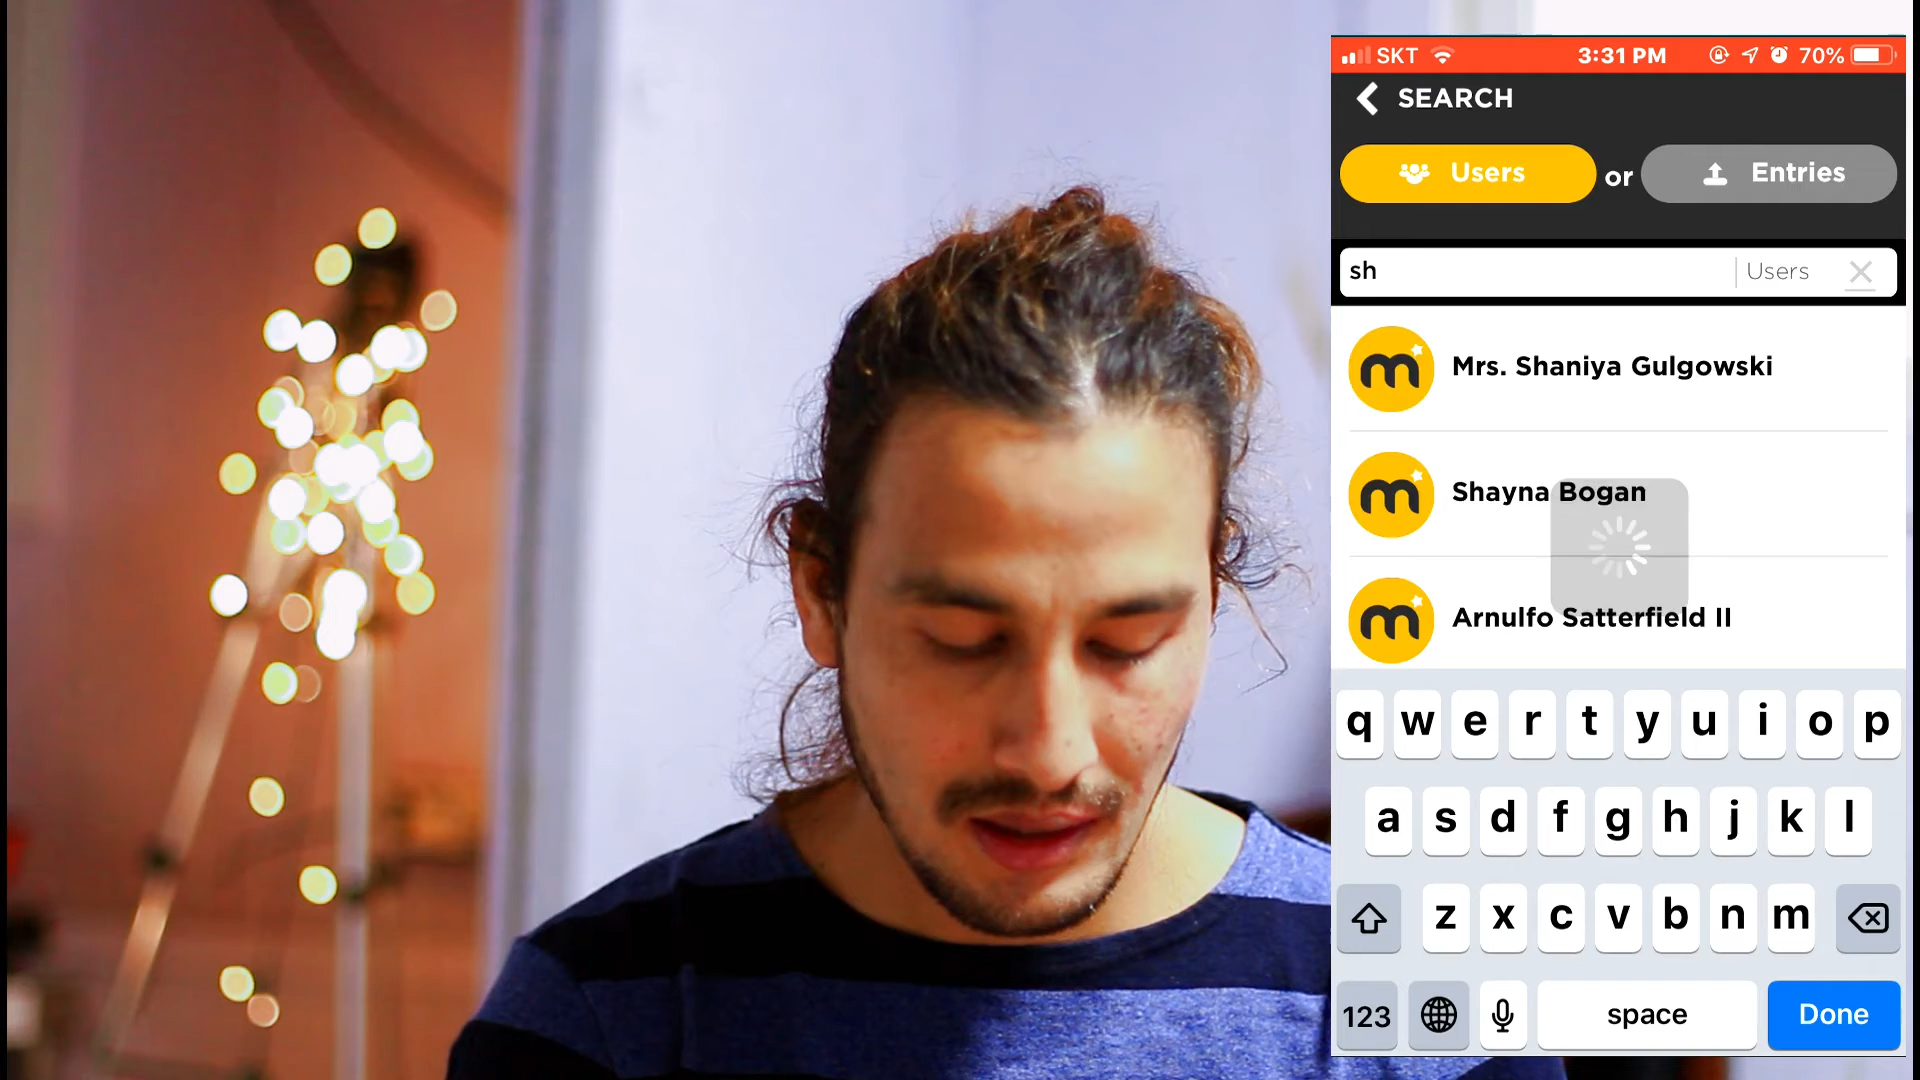 SKT 3:31 PM 70%
SEARCH
Users or Entries
sh Users
Mrs. Shaniya Gulgowski
Shayna Bogan
Arnulfo Satterfield II
q w e r t y u i o p
a s d f g h j k l
z x c v b n m
123 space Done